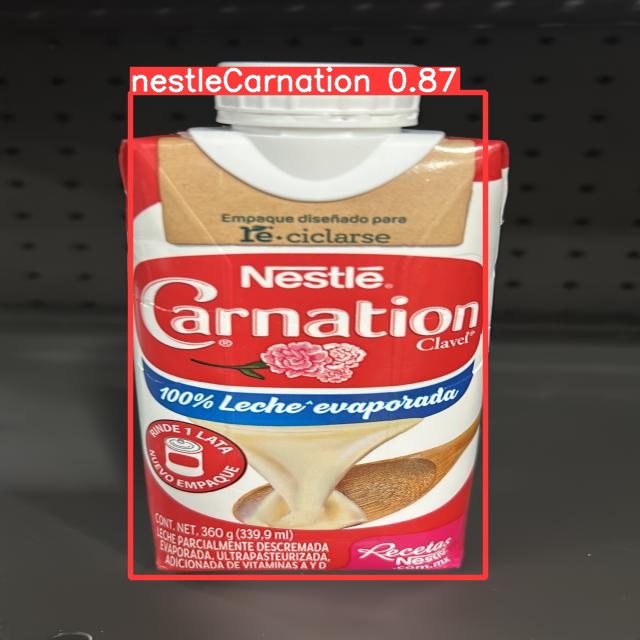 nestleCarnation 0.87
Empaque diseñado para
re·ciclarse
Nestlé®
Carnation®
Clavel®
100% Leche^evaporada
RINDE 1 LATA
NUEVO EMPAQUE
CONT. NET. 360 g (339,9 ml)
LECHE PARCIALMENTE DESCREMADA
EVAPORADA, ULTRAPASTEURIZADA,
ADICIONADA DE VITAMINAS A Y D
Recetas
Nestlé
.com.mx